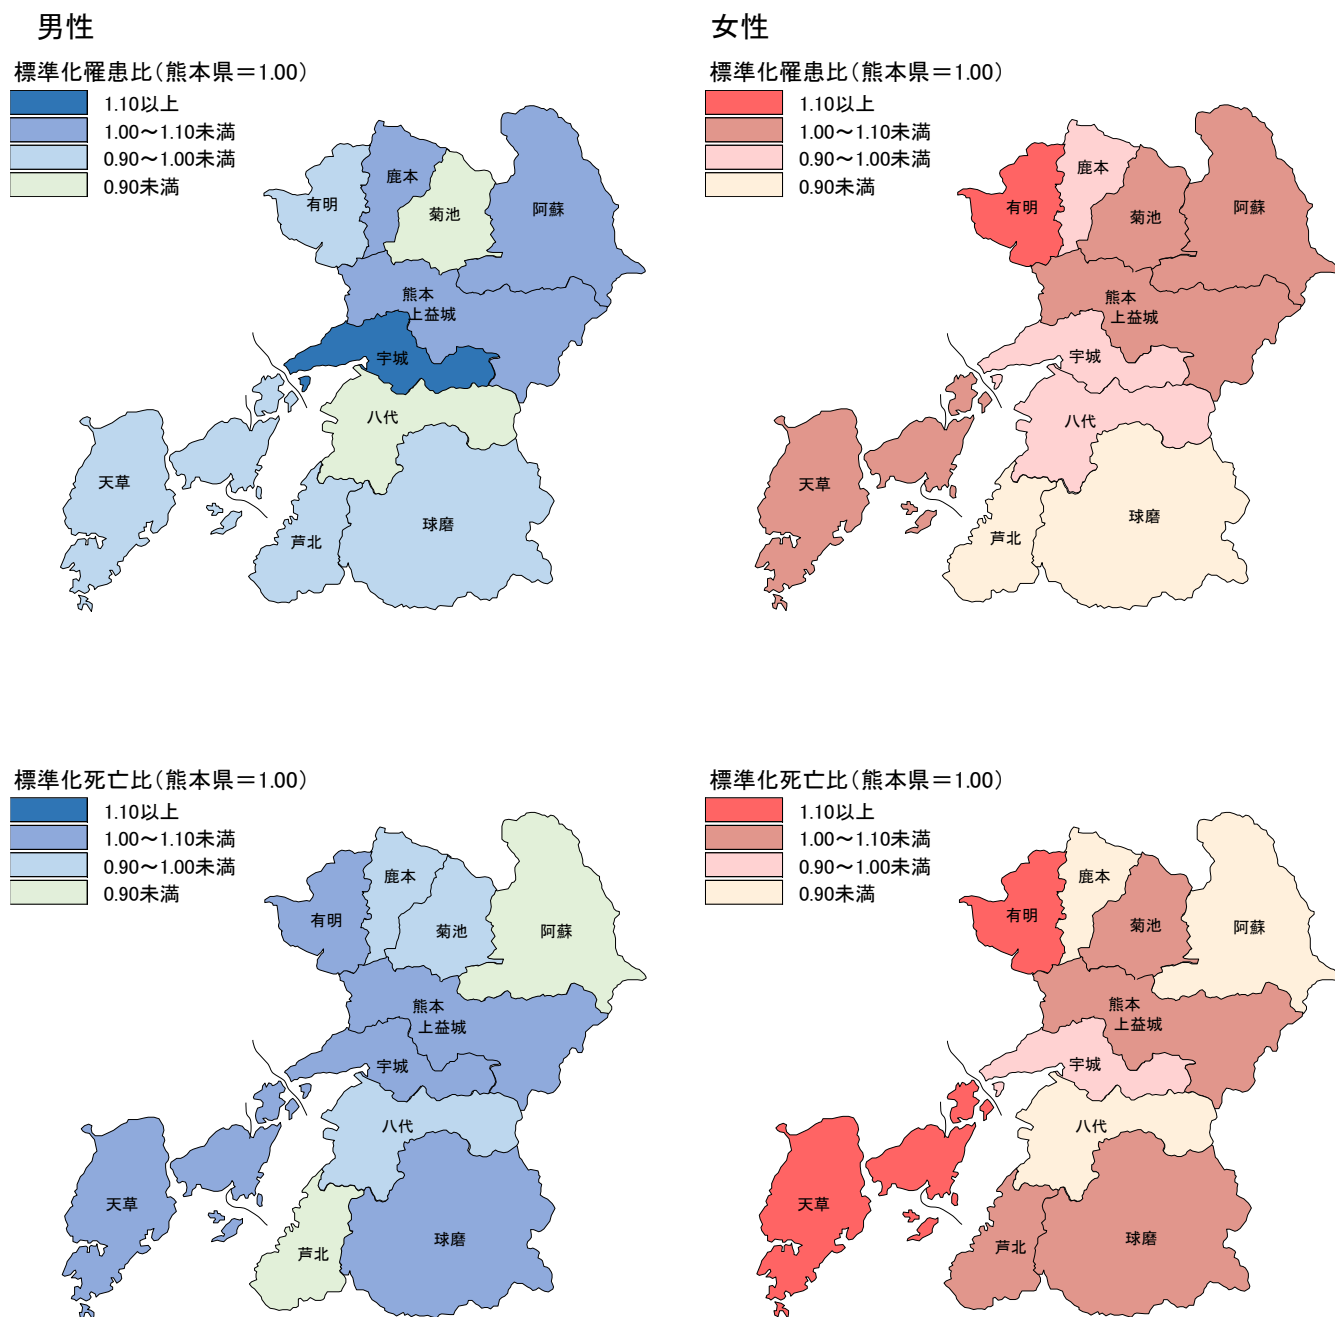 男性
標準化罹患比(熊本県＝1.00)
1.10以上
1.00～1.10未満
0.90～1.00未満
0.90未満
鹿本
有明
菊池
阿蘇
熊本
上益城
宇城
八代
天草
球磨
芦北
女性
標準化罹患比(熊本県＝1.00)
1.10以上
1.00～1.10未満
0.90～1.00未満
0.90未満
鹿本
有明
菊池
阿蘇
熊本
上益城
宇城
八代
天草
球磨
芦北
標準化死亡比(熊本県＝1.00)
1.10以上
1.00～1.10未満
0.90～1.00未満
0.90未満
鹿本
有明
菊池
阿蘇
熊本
上益城
宇城
八代
天草
球磨
芦北
標準化死亡比(熊本県＝1.00)
1.10以上
1.00～1.10未満
0.90～1.00未満
0.90未満
鹿本
有明
菊池
阿蘇
熊本
上益城
宇城
八代
天草
球磨
芦北